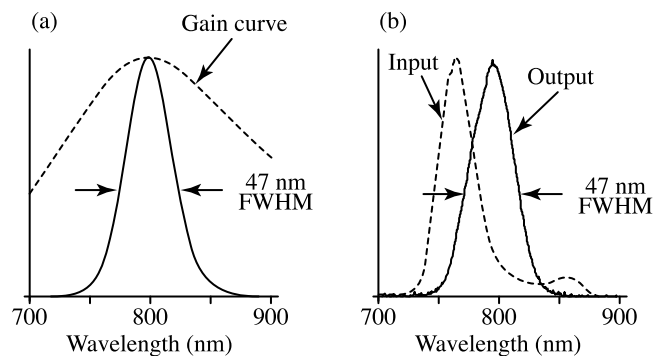 (a)
Gain curve
47 nm
FWHM
700
800
900
Wavelength (nm)
(b)
Input
Output
47 nm
FWHM
700
800
900
Wavelength (nm)